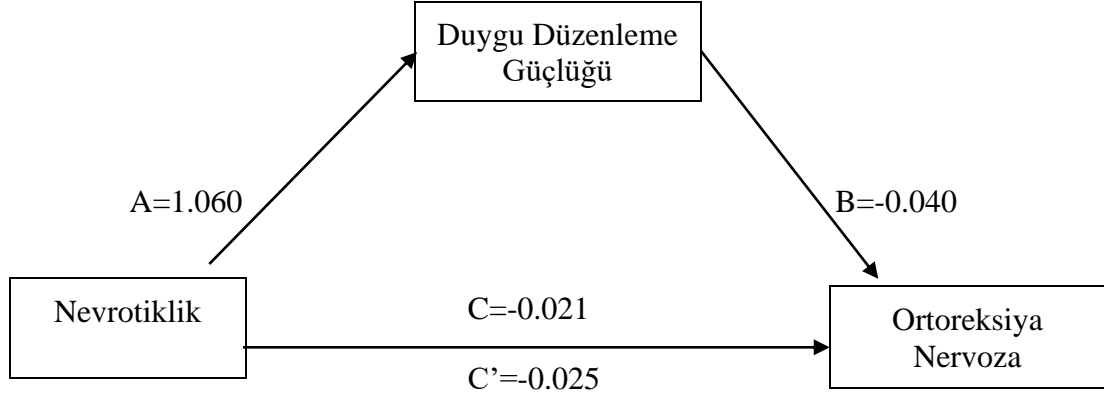 Duygu Düzenleme
Güçlüğü
A=1.060
B=-0.040
Nevrotiklik
C=-0.021
Ortoreksiya
Nervoza
C’=-0.025